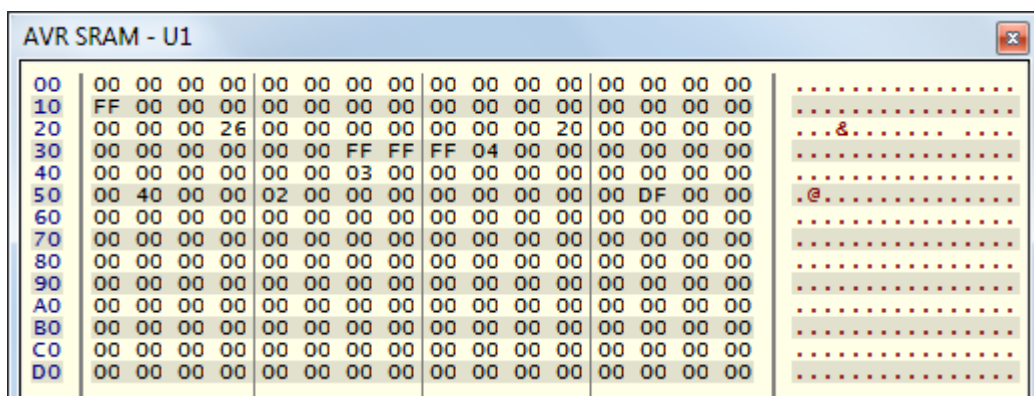 AVR SRAM - U1
00 00 00 00 00 00 00 00 00 00 00 00 00 00 00 00 00 ................
10 FF 00 00 00 00 00 00 00 00 00 00 00 00 00 00 00 ................
20 00 00 00 26 00 00 00 00 00 00 00 20 00 00 00 00 ...&....... ....
30 00 00 00 00 00 00 FF FF FF 04 00 00 00 00 00 00 ................
40 00 00 00 00 00 00 03 00 00 00 00 00 00 00 00 00 ................
50 00 40 00 00 02 00 00 00 00 00 00 00 00 DF 00 00 .@..............
60 00 00 00 00 00 00 00 00 00 00 00 00 00 00 00 00 ................
70 00 00 00 00 00 00 00 00 00 00 00 00 00 00 00 00 ................
80 00 00 00 00 00 00 00 00 00 00 00 00 00 00 00 00 ................
90 00 00 00 00 00 00 00 00 00 00 00 00 00 00 00 00 ................
A0 00 00 00 00 00 00 00 00 00 00 00 00 00 00 00 00 ................
B0 00 00 00 00 00 00 00 00 00 00 00 00 00 00 00 00 ................
C0 00 00 00 00 00 00 00 00 00 00 00 00 00 00 00 00 ................
D0 00 00 00 00 00 00 00 00 00 00 00 00 00 00 00 00 ................